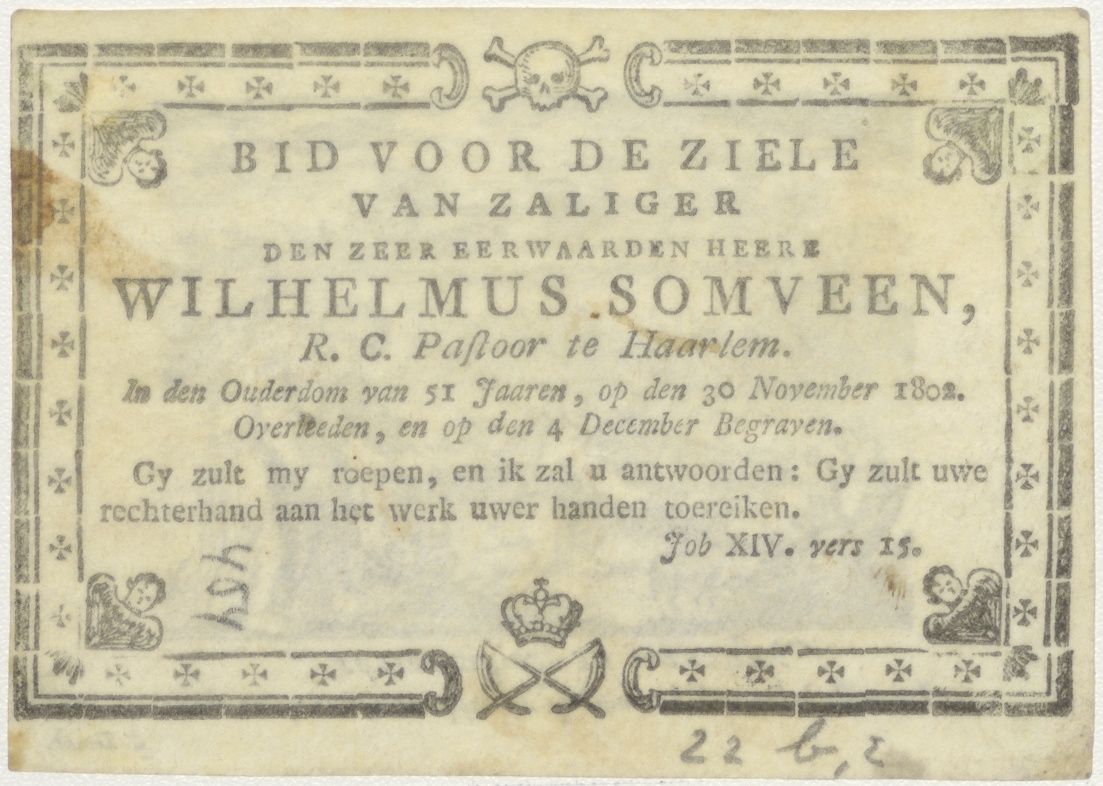 BID VOOR DE ZIELE
VAN ZALIGER
DEN ZEER EERWAARDEN HEERE
WILHELMUS SOMVEEN,
R. C. Paſtoor te Haarlem.
In den Ouderdom van 51 Jaaren, op den 30 November 1802.
Overleeden, en op den 4 December Begraven.
Gy zult my roepen, en ik zal u antwoorden: Gy zult uwe
rechterhand aan het werk uwer handen toereiken.
Job XIV. vers 15.
22 b,